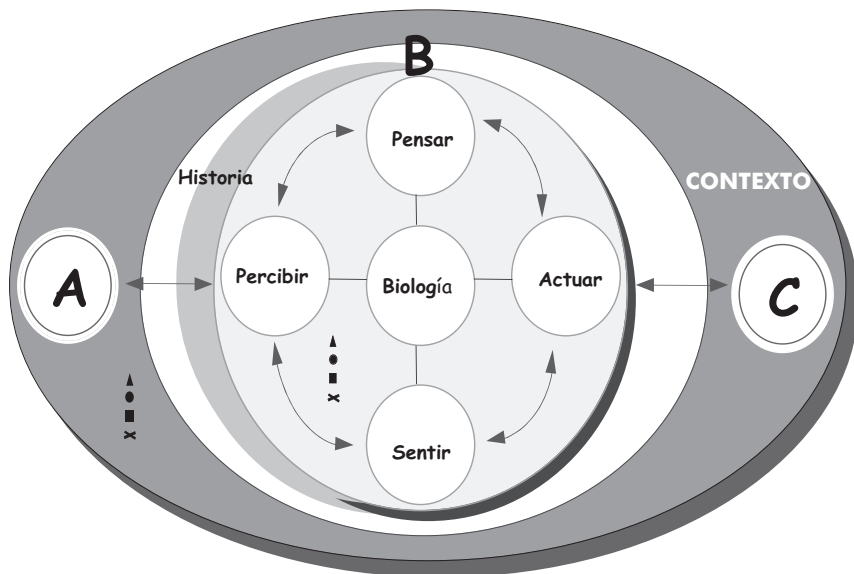 B
Pensar
Historia
CONTEXTO
A
Percibir
Biología
Actuar
C
Sentir